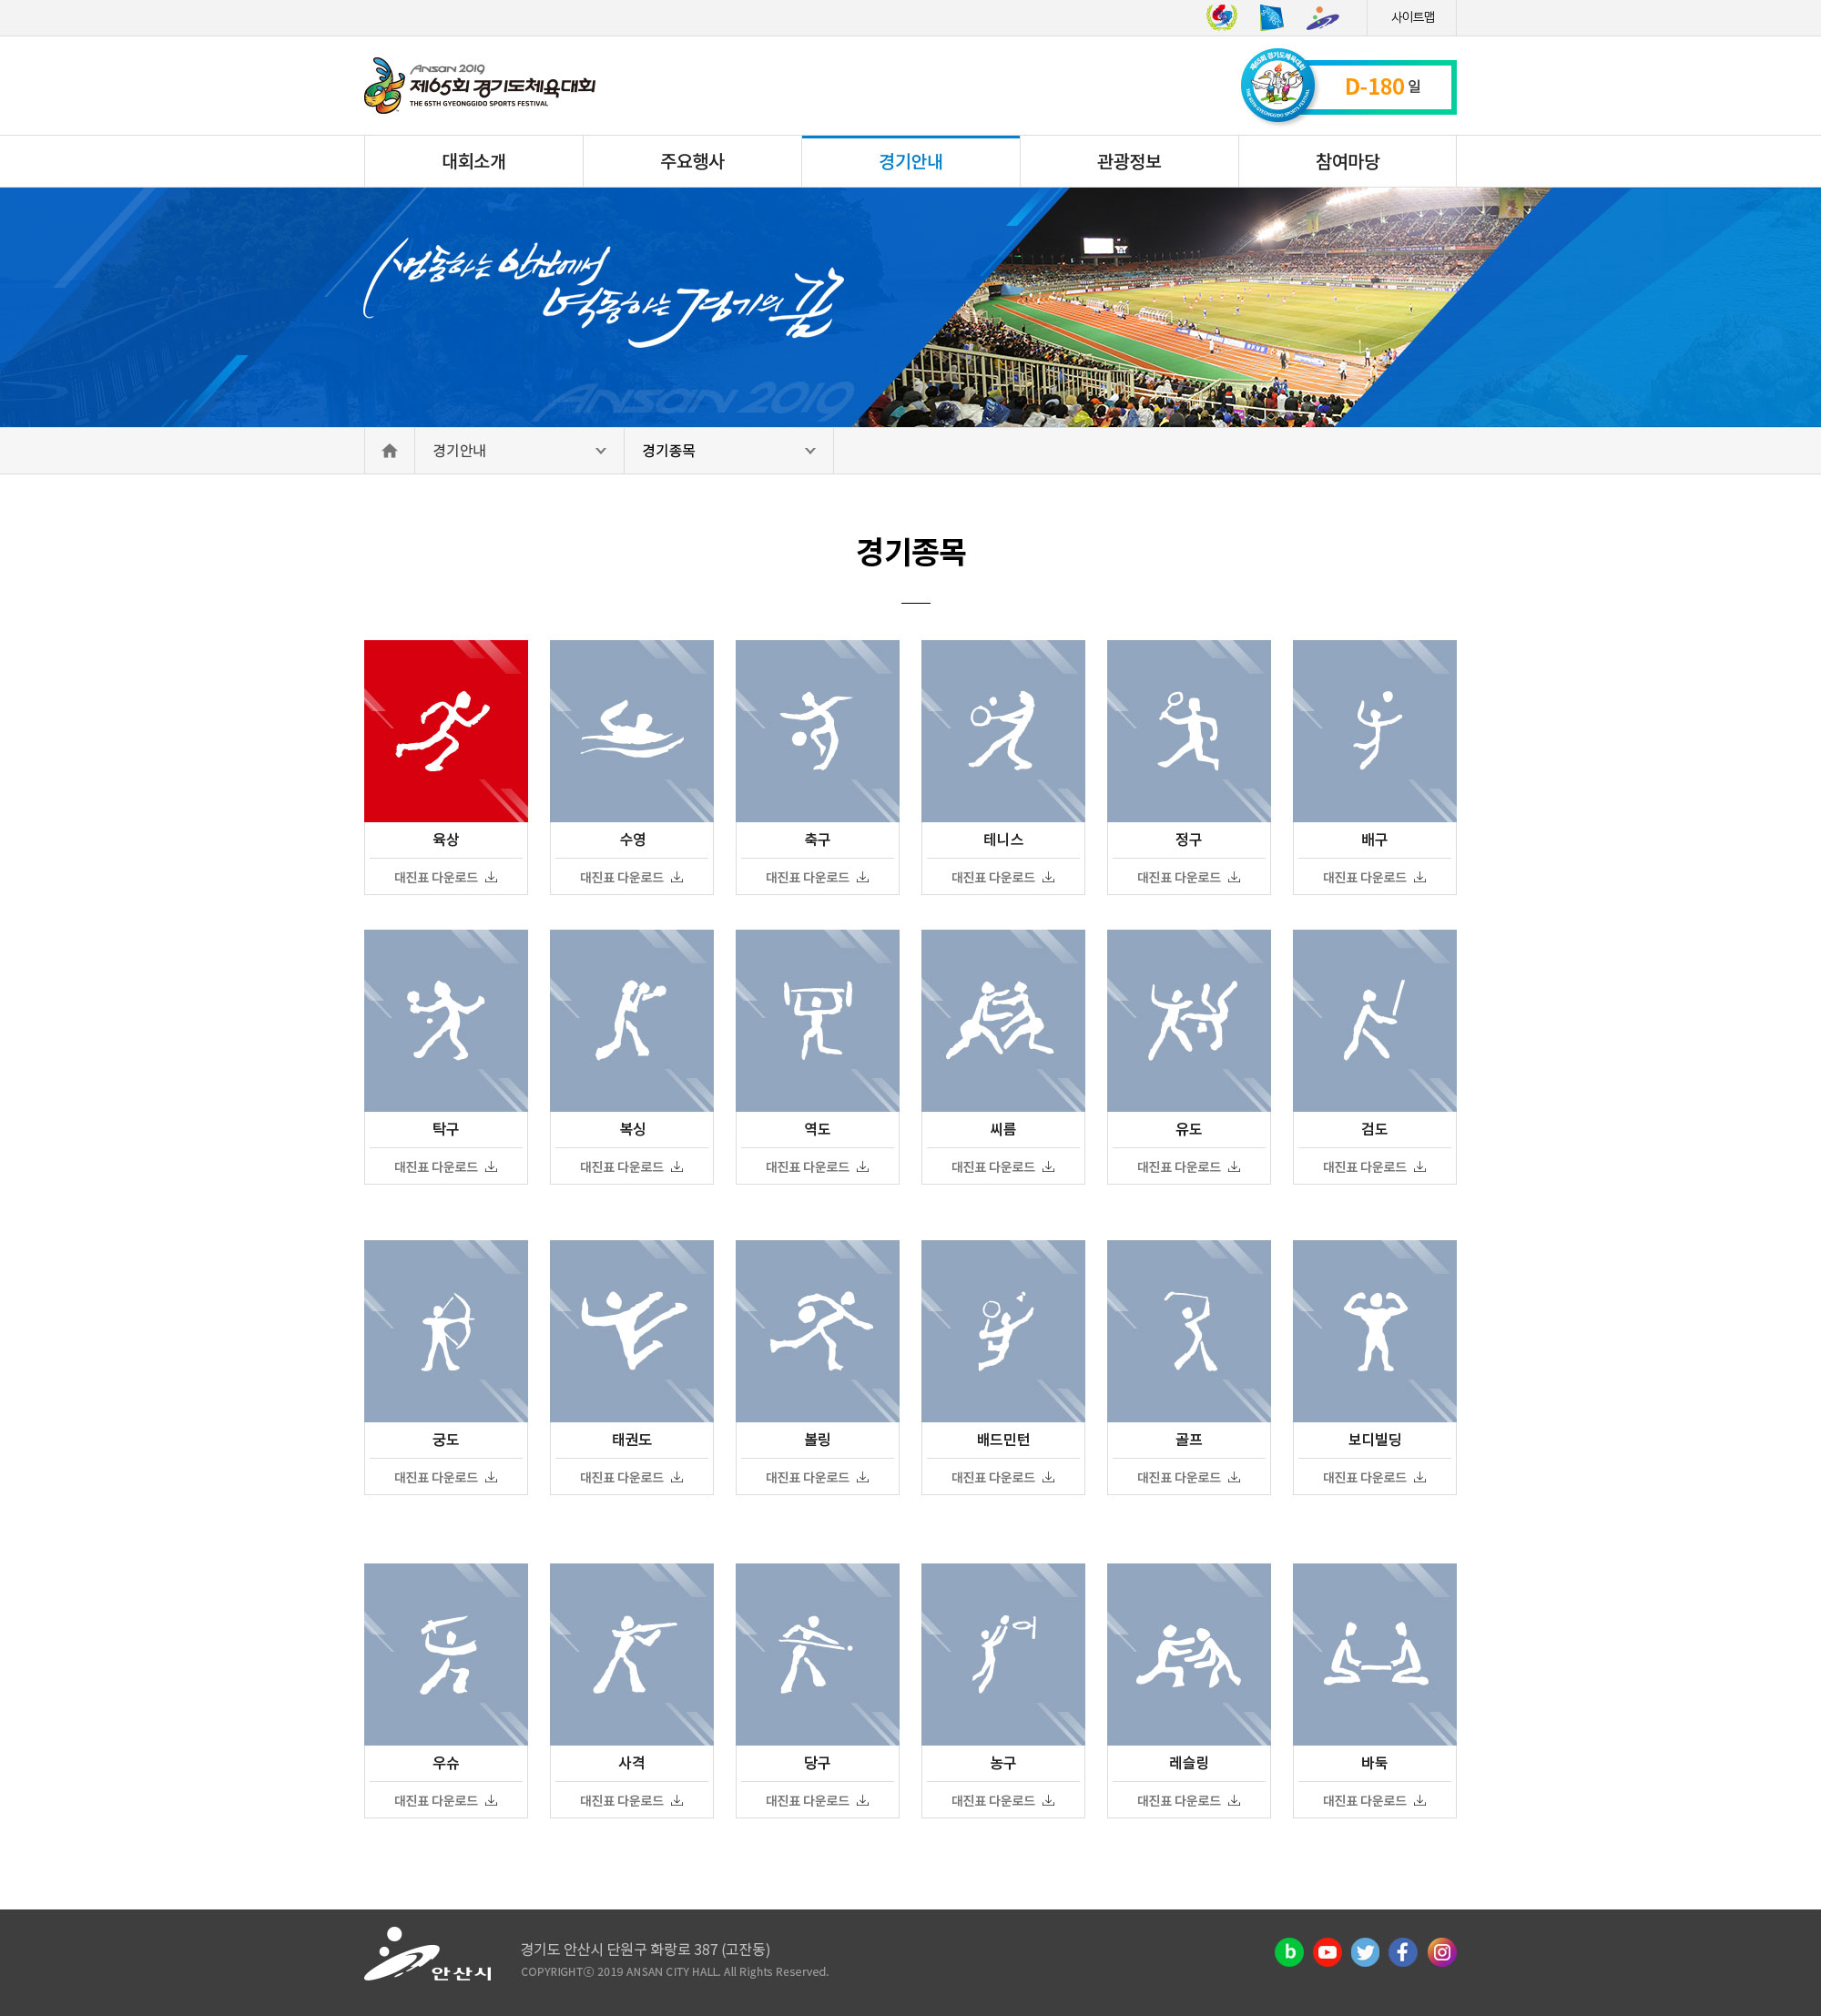 사이트맵
ANSAN 2019
제65회 경기도체육대회
THE 65TH GYEONGGIDO SPORTS FESTIVAL
제65회 경기도체육대회
THE 65TH GYEONGGIDO SPORTS FESTIVAL
D-180 일
대회소개 주요행사 경기안내 관광정보 참여마당
생동하는 안산에서
약동하는 경기의 꿈
ANSAN 2019
경기안내 경기종목
경기종목
육상 수영 축구 테니스 정구 배구
대진표 다운로드 대진표 다운로드 대진표 다운로드 대진표 다운로드 대진표 다운로드 대진표 다운로드
탁구 복싱 역도 씨름 유도 검도
대진표 다운로드 대진표 다운로드 대진표 다운로드 대진표 다운로드 대진표 다운로드 대진표 다운로드
궁도 태권도 볼링 배드민턴 골프 보디빌딩
대진표 다운로드 대진표 다운로드 대진표 다운로드 대진표 다운로드 대진표 다운로드 대진표 다운로드
우슈 사격 당구 농구 레슬링 바둑
대진표 다운로드 대진표 다운로드 대진표 다운로드 대진표 다운로드 대진표 다운로드 대진표 다운로드
안산시
경기도 안산시 단원구 화랑로 387 (고잔동)
COPYRIGHTⓒ 2019 ANSAN CITY HALL. All Rights Reserved.
b